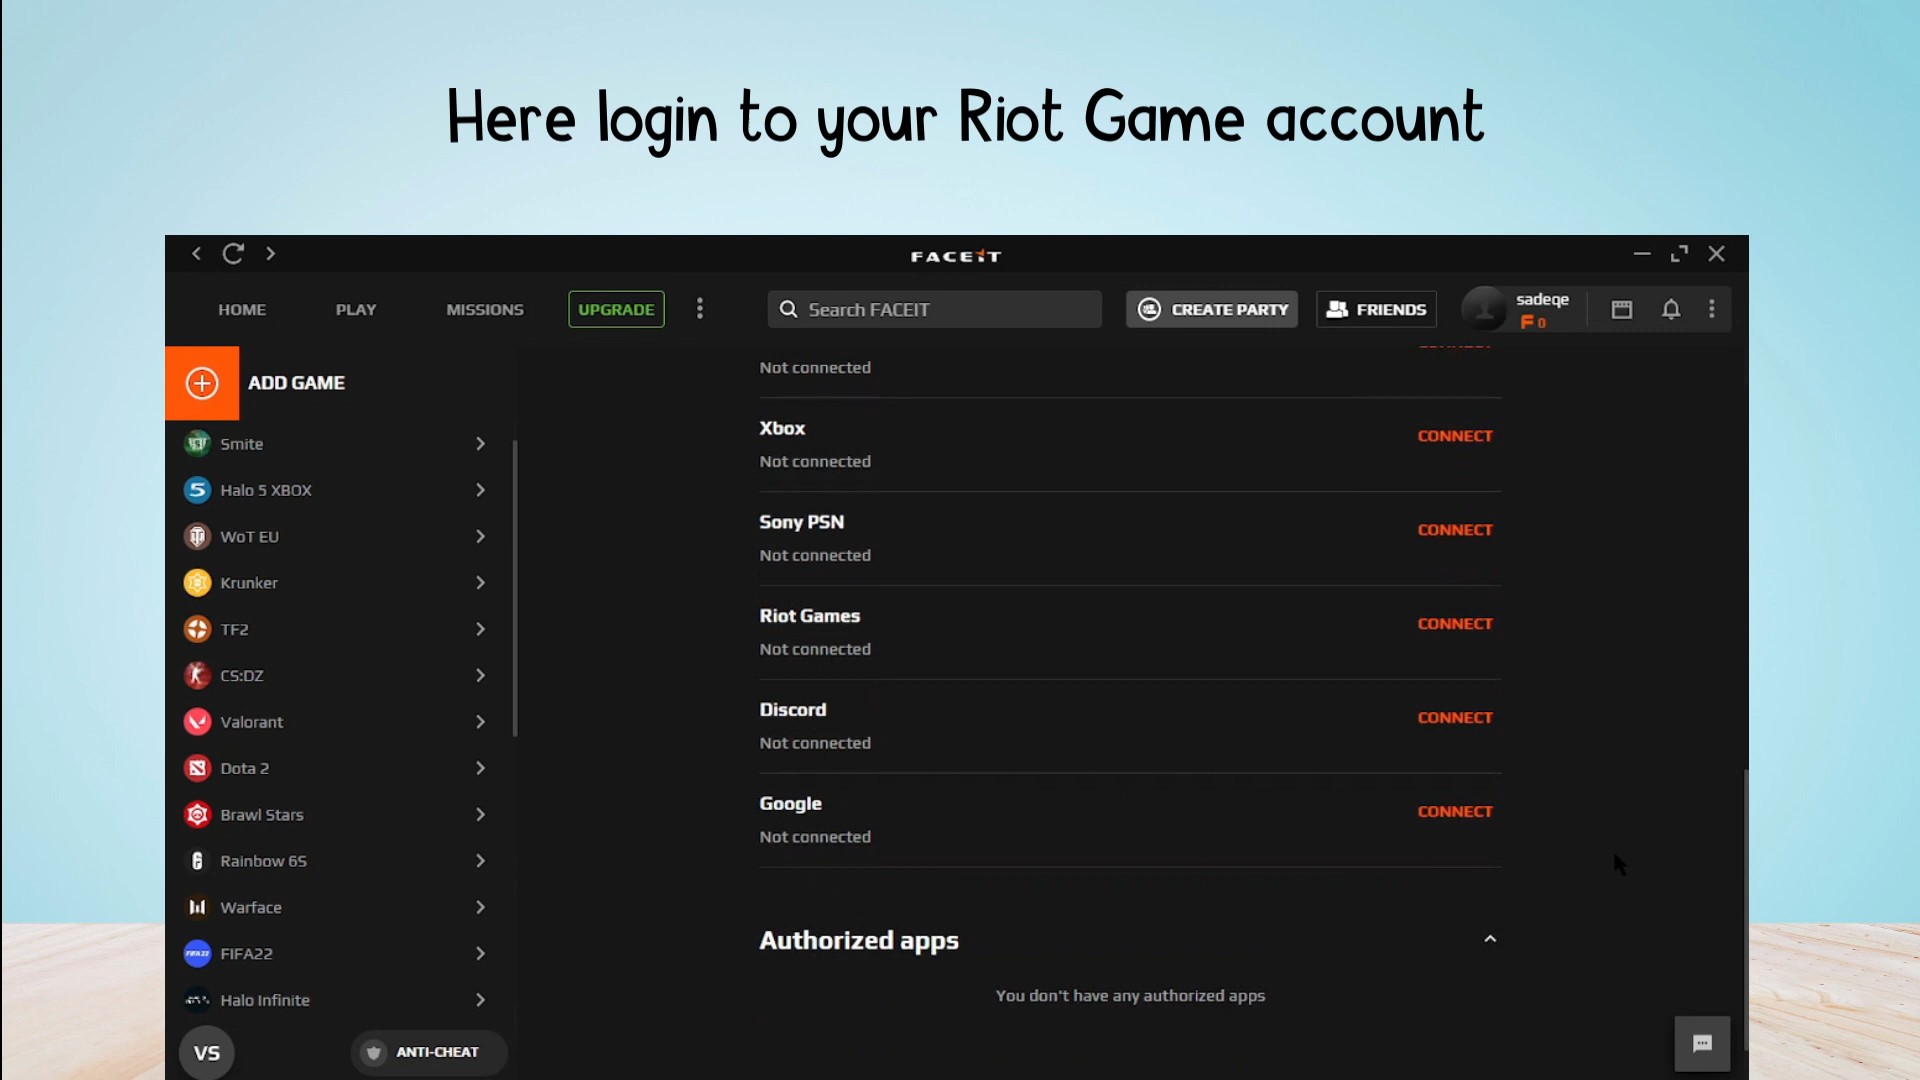 Here login to your Riot Game account
FACEIT
HOME PLAY MISSIONS UPGRADE Search FACEIT CREATE PARTY FRIENDS sadeqe
F 0
ADD GAME
Smite
Halo 5 XBOX
WoT EU
Krunker
TF2
CS:DZ
Valorant
Dota 2
Brawl Stars
Rainbow 6S
Warface
FIFA22
Halo Infinite
VS ANTI-CHEAT
Not connected
Xbox
CONNECT
Not connected
Sony PSN
CONNECT
Not connected
Riot Games
CONNECT
Not connected
Discord
CONNECT
Not connected
Google
CONNECT
Not connected
Authorized apps
You don't have any authorized apps